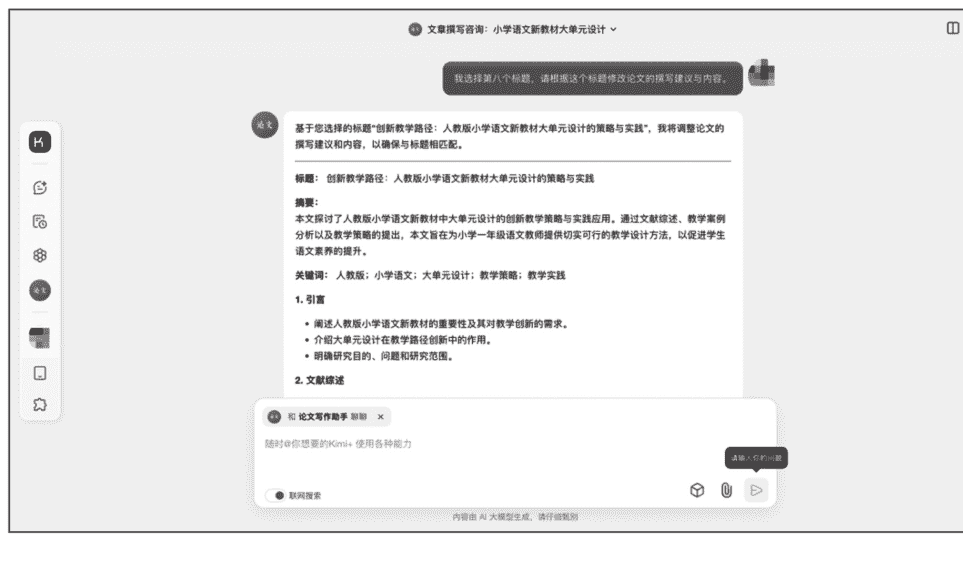 文章撰写咨询：小学语文新教材大单元设计
我选择第八个标题，请根据这个标题修改论文的撰写建议与内容。
论文
基于您选择的标题“创新教学路径：人教版小学语文新教材大单元设计的策略与实践”，我将调整论文的
撰写建议和内容，以确保与标题相匹配。
标题： 创新教学路径：人教版小学语文新教材大单元设计的策略与实践
摘要：
本文探讨了人教版小学语文新教材中大单元设计的创新教学策略与实践应用。通过文献综述、教学案例
分析以及教学策略的提出，本文旨在为小学一年级语文教师提供切实可行的教学设计方法，以促进学生
语文素养的提升。
关键词： 人教版；小学语文；大单元设计；教学策略；教学实践
1. 引言
• 阐述人教版小学语文新教材的重要性及其对教学创新的需求。
• 介绍大单元设计在教学路径创新中的作用。
• 明确研究目的、问题和研究范围。
2. 文献综述
K
论文
和 论文写作助手 聊聊 ×
随时@你想要的Kimi+ 使用各种能力
请输入你的问题
联网搜索
内容由 AI 大模型生成，请仔细甄别